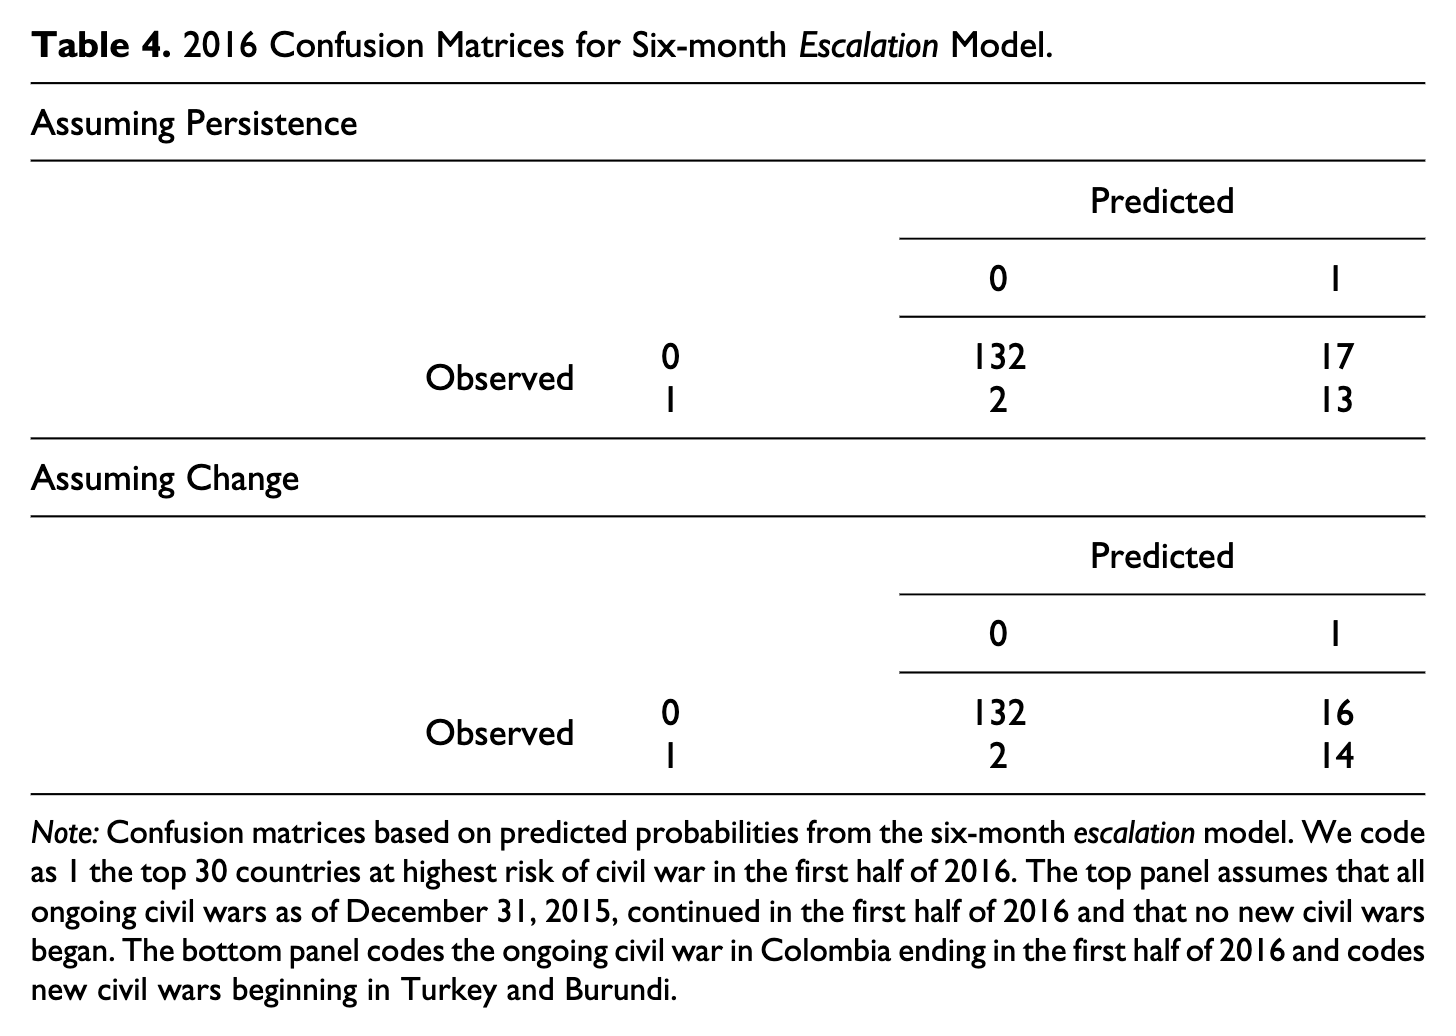 Table 4. 2016 Confusion Matrices for Six-month Escalation Model.
Assuming Persistence
Predicted
0 1
Observed
0 132 17
1 2 13
Assuming Change
Predicted
0 1
Observed
0 132 16
1 2 14
Note: Confusion matrices based on predicted probabilities from the six-month escalation model. We code
as 1 the top 30 countries at highest risk of civil war in the first half of 2016. The top panel assumes that all
ongoing civil wars as of December 31, 2015, continued in the first half of 2016 and that no new civil wars
began. The bottom panel codes the ongoing civil war in Colombia ending in the first half of 2016 and codes
new civil wars beginning in Turkey and Burundi.